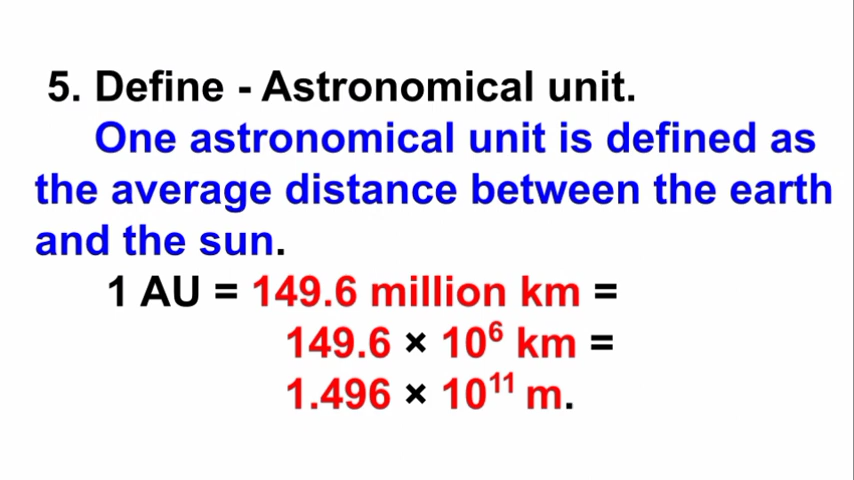 5. Define - Astronomical unit.
One astronomical unit is defined as
the average distance between the earth
and the sun.
1 AU = 149.6 million km =
149.6 × 10⁶ km =
1.496 × 10¹¹ m.